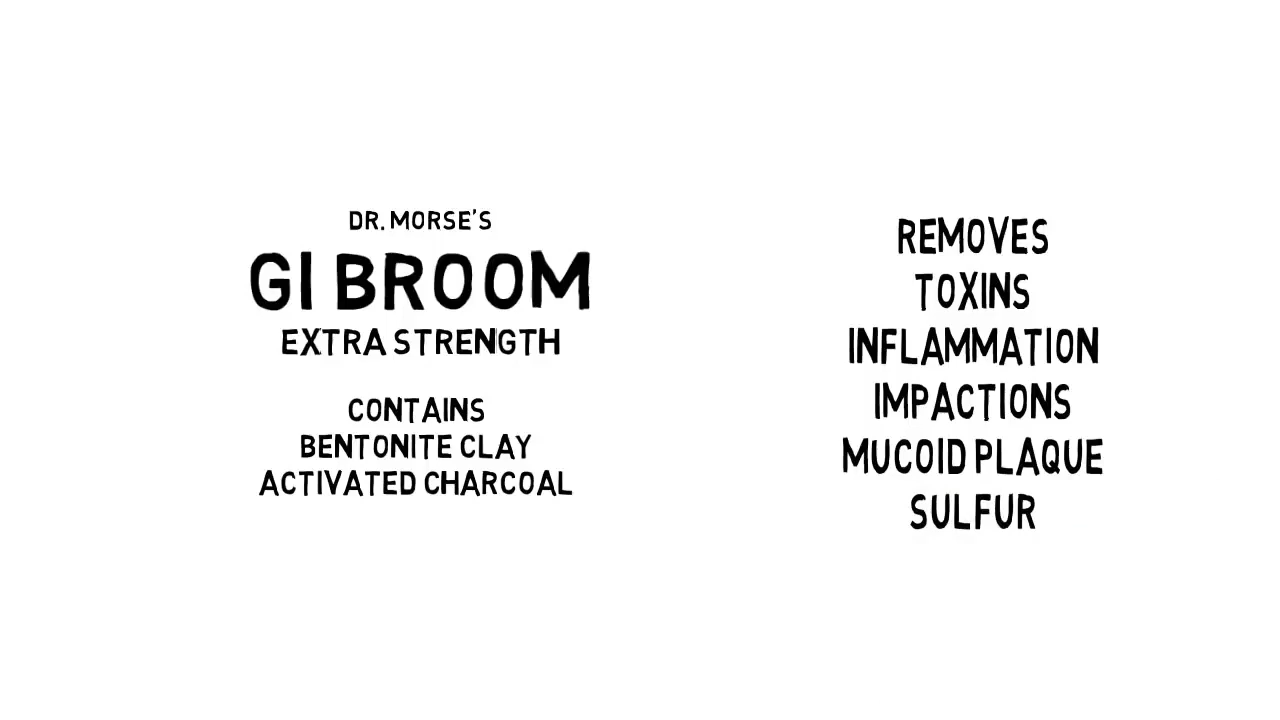 DR. MORSE'S
GI BROOM
EXTRA STRENGTH
CONTAINS
BENTONITE CLAY
ACTIVATED CHARCOAL
REMOVES
TOXINS
INFLAMMATION
IMPACTIONS
MUCOID PLAQUE
SULFUR